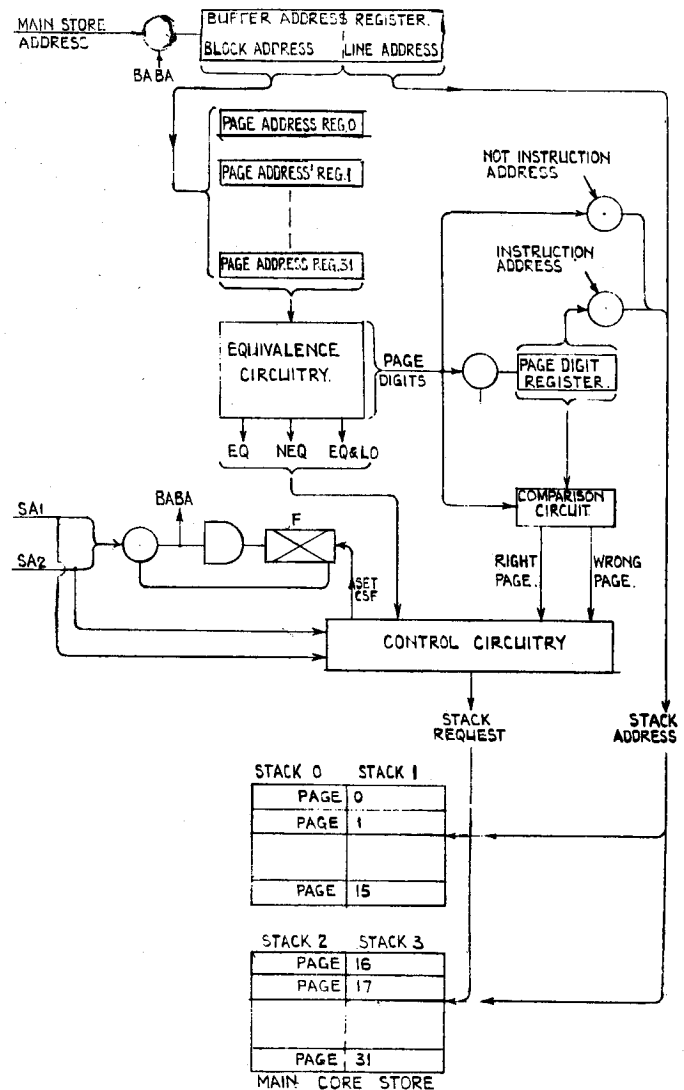 MAIN STORE
ADDRESS
BUFFER ADDRESS REGISTER.
BLOCK ADDRESS LINE ADDRESS
BABA
PAGE ADDRESS REG.0
PAGE ADDRESS' REG.1
PAGE ADDRESS REG.31
NOT INSTRUCTION
ADDRESS
INSTRUCTION
ADDRESS
EQUIVALENCE
CIRCUITRY.
PAGE
DIGITS
PAGE DIGIT
REGISTER.
EQ NEQ EQ&LO
COMPARISON
CIRCUIT.
SA1
SA2
BABA
F
SET
CSF
RIGHT
PAGE.
WRONG
PAGE.
CONTROL CIRCUITRY
STACK
REQUEST
STACK
ADDRESS
STACK 0 STACK 1
PAGE 0
PAGE 1
PAGE 15
STACK 2 STACK 3
PAGE 16
PAGE 17
PAGE 31
MAIN CORE STORE